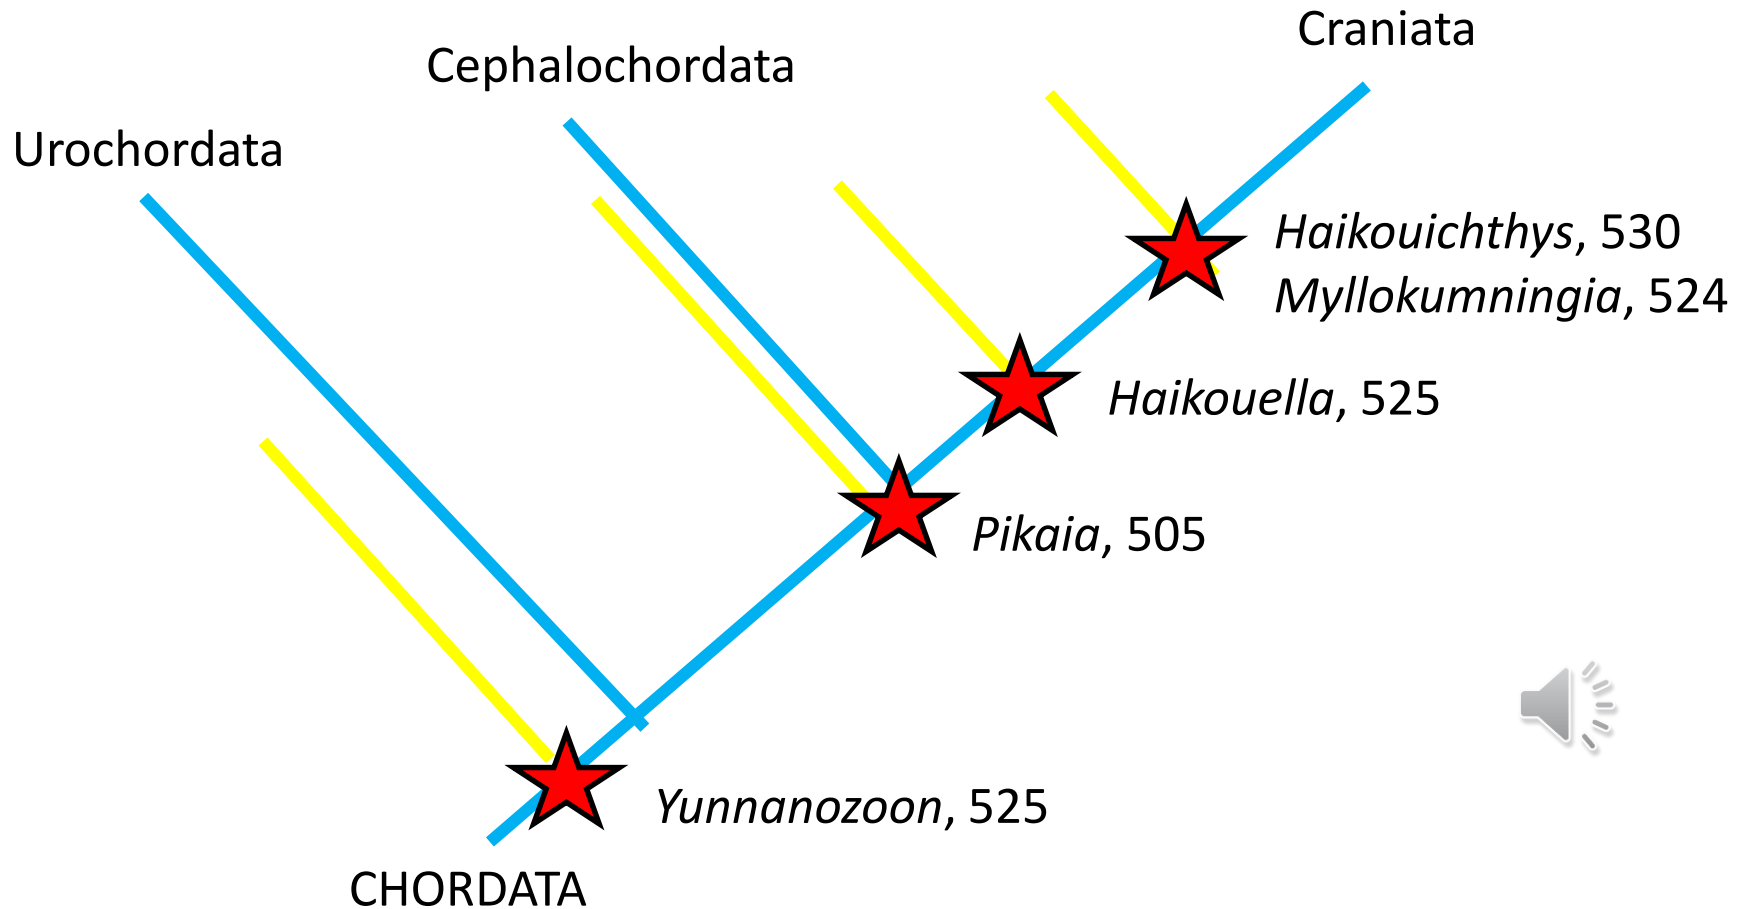 Craniata
Cephalochordata
Urochordata
Haikouichthys, 530
Myllokumningia, 524
Haikouella, 525
Pikaia, 505
Yunnanozoon, 525
CHORDATA